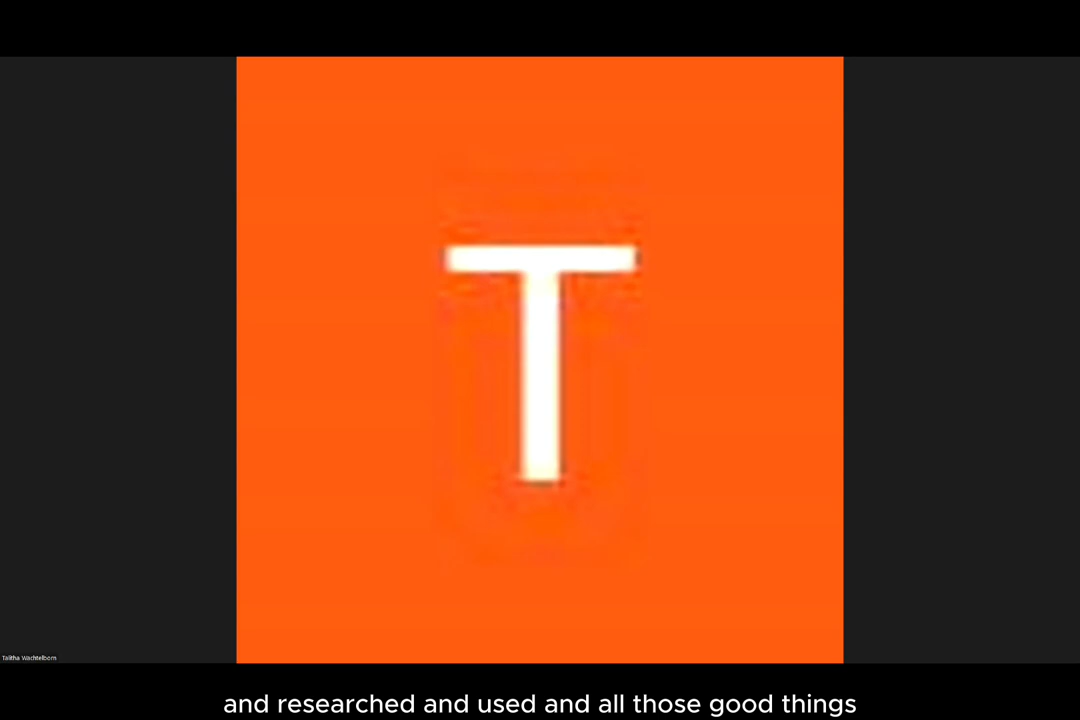 T
Talitha Wachtelborn
and researched and used and all those good things